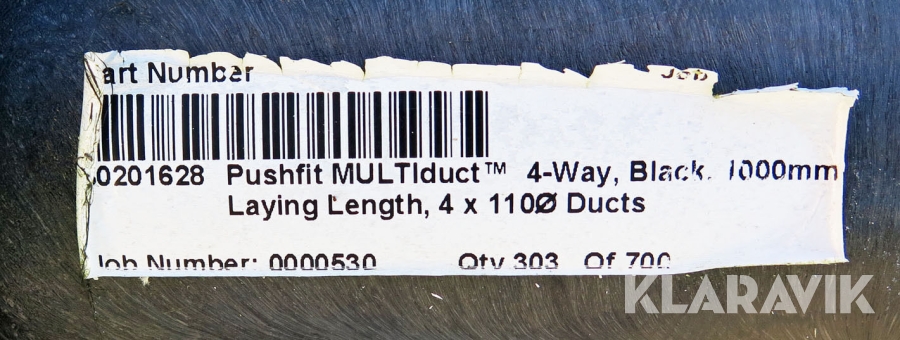 art Number Job
0201628 Pushfit MULTIduct™ 4-Way, Black, 1000mm
Laying Length, 4 x 110Ø Ducts
Job Number: 0000530 Qty 303 Of 700
KLARAVIK